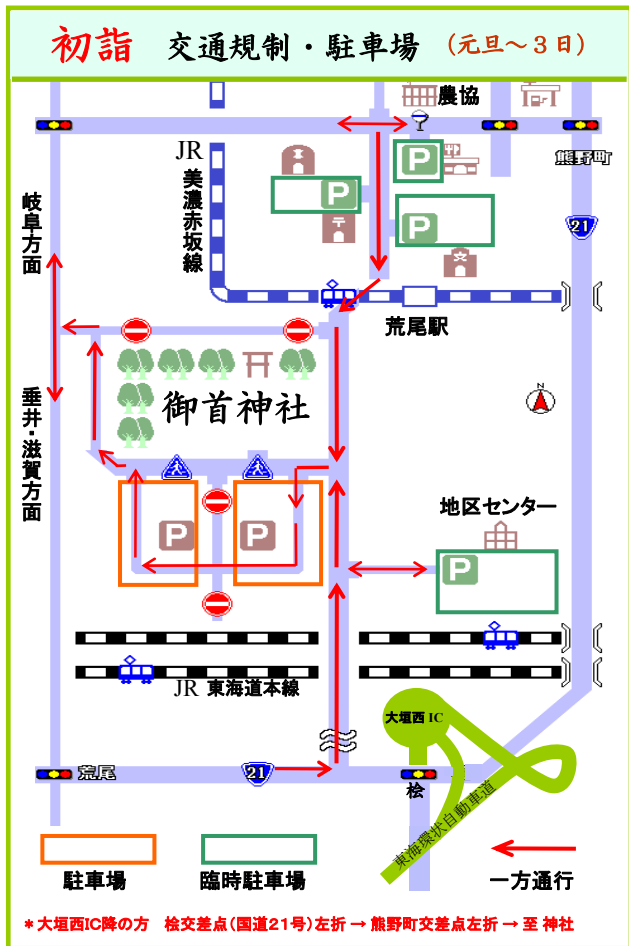 初詣 交通規制・駐車場 (元旦～3日)
農協
JR 美濃赤坂線
熊野町
岐阜方面
P
P
〒
P
文
21
荒尾駅
N
御首神社
垂井・滋賀方面
地区センター
P
P
P
JR 東海道本線
大垣西 IC
荒尾
21
桧
東海環状自動車道
駐車場
臨時駐車場
一方通行
*大垣西IC降の方 桧交差点(国道21号)左折 → 熊野町交差点左折 → 至 神社